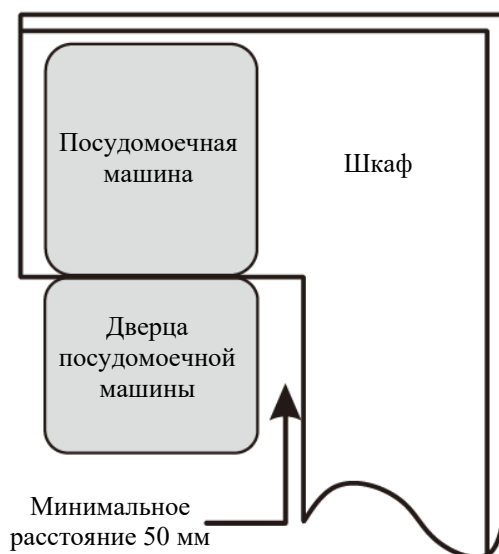 Посудомоечная
машина
Шкаф
Дверца
посудомоечной
машины
Минимальное
расстояние 50 мм